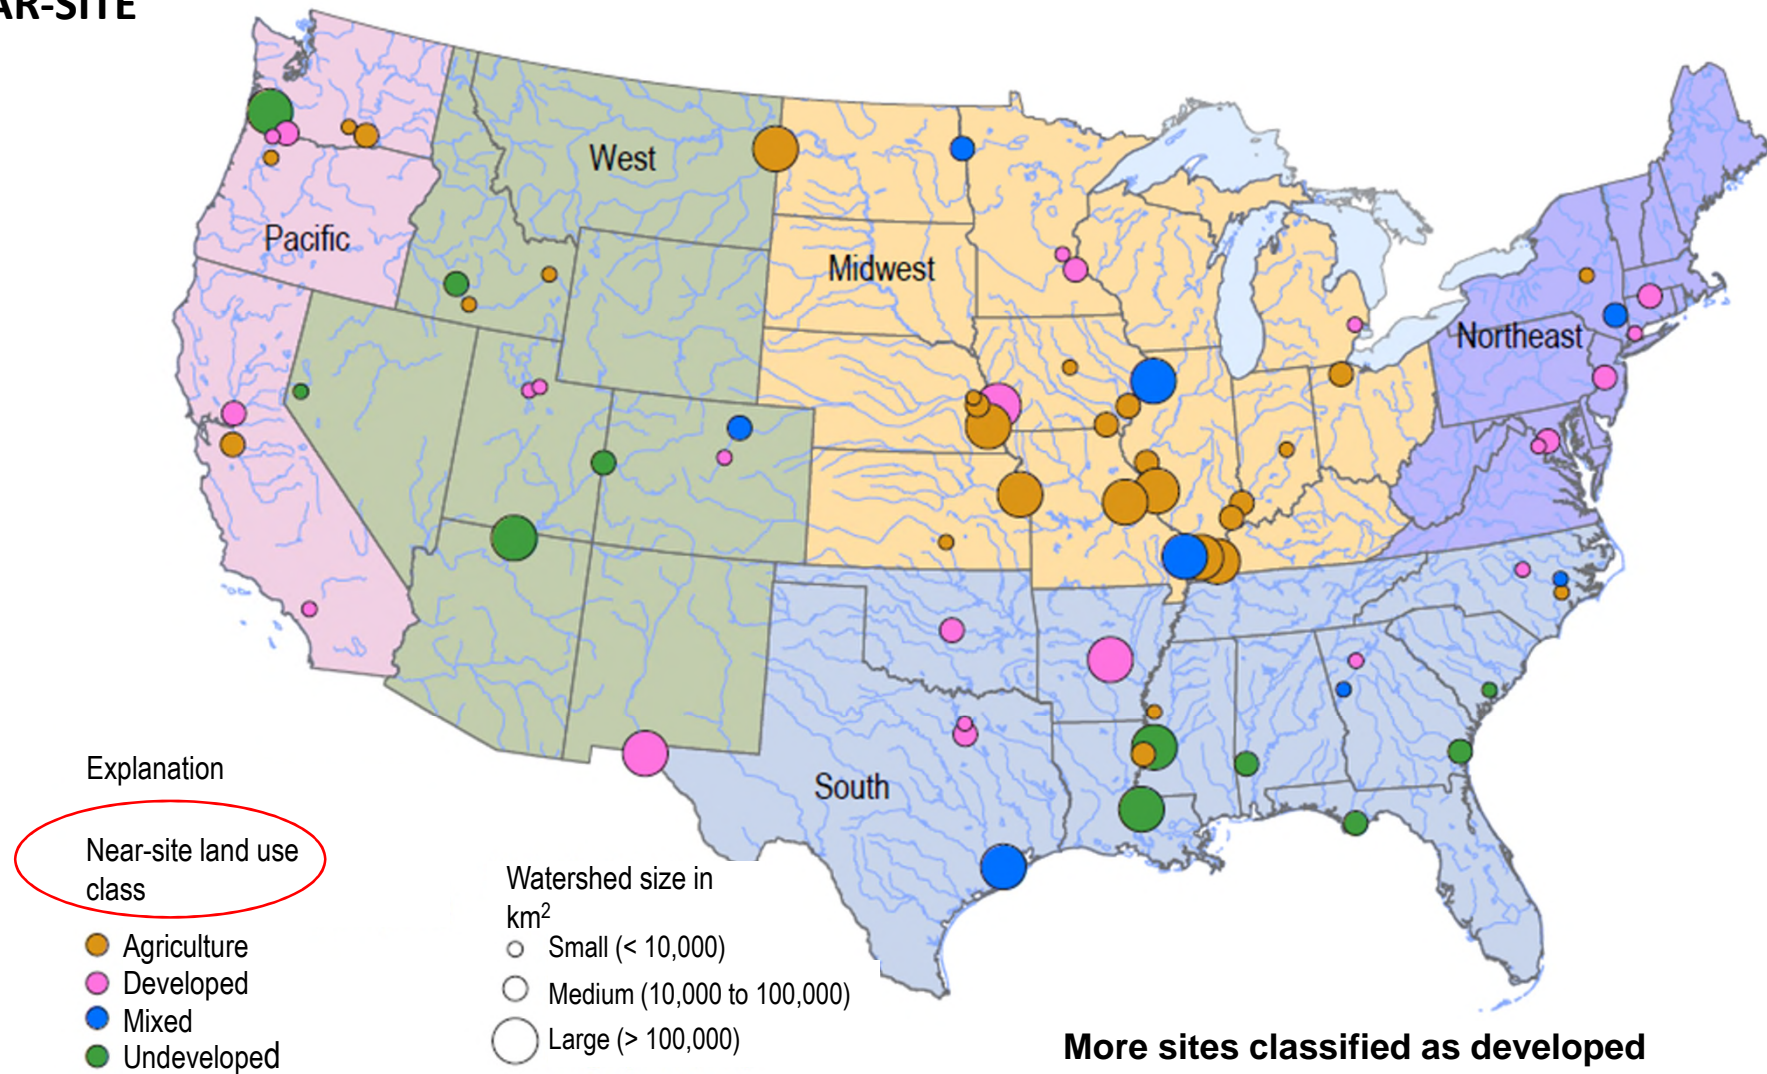 AR-SITE
West
Pacific
Midwest
Northeast
South
Explanation
Near-site land use
class
Agriculture
Developed
Mixed
Undeveloped
Watershed size in
km²
Small (< 10,000)
Medium (10,000 to 100,000)
Large (> 100,000)
More sites classified as developed